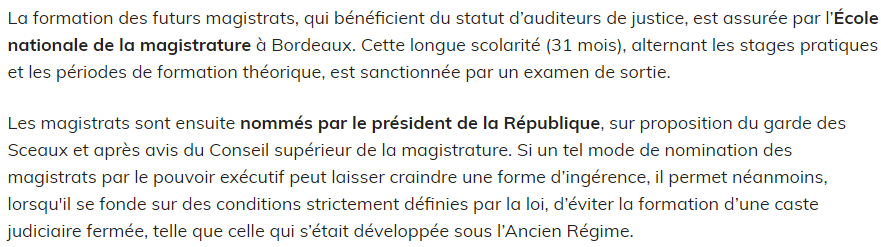 La formation des futurs magistrats, qui bénéficient du statut d’auditeurs de justice, est assurée par l’École
nationale de la magistrature à Bordeaux. Cette longue scolarité (31 mois), alternant les stages pratiques
et les périodes de formation théorique, est sanctionnée par un examen de sortie.
Les magistrats sont ensuite nommés par le président de la République, sur proposition du garde des
Sceaux et après avis du Conseil supérieur de la magistrature. Si un tel mode de nomination des
magistrats par le pouvoir exécutif peut laisser craindre une forme d’ingérence, il permet néanmoins,
lorsqu'il se fonde sur des conditions strictement définies par la loi, d’éviter la formation d’une caste
judiciaire fermée, telle que celle qui s’était développée sous l’Ancien Régime.